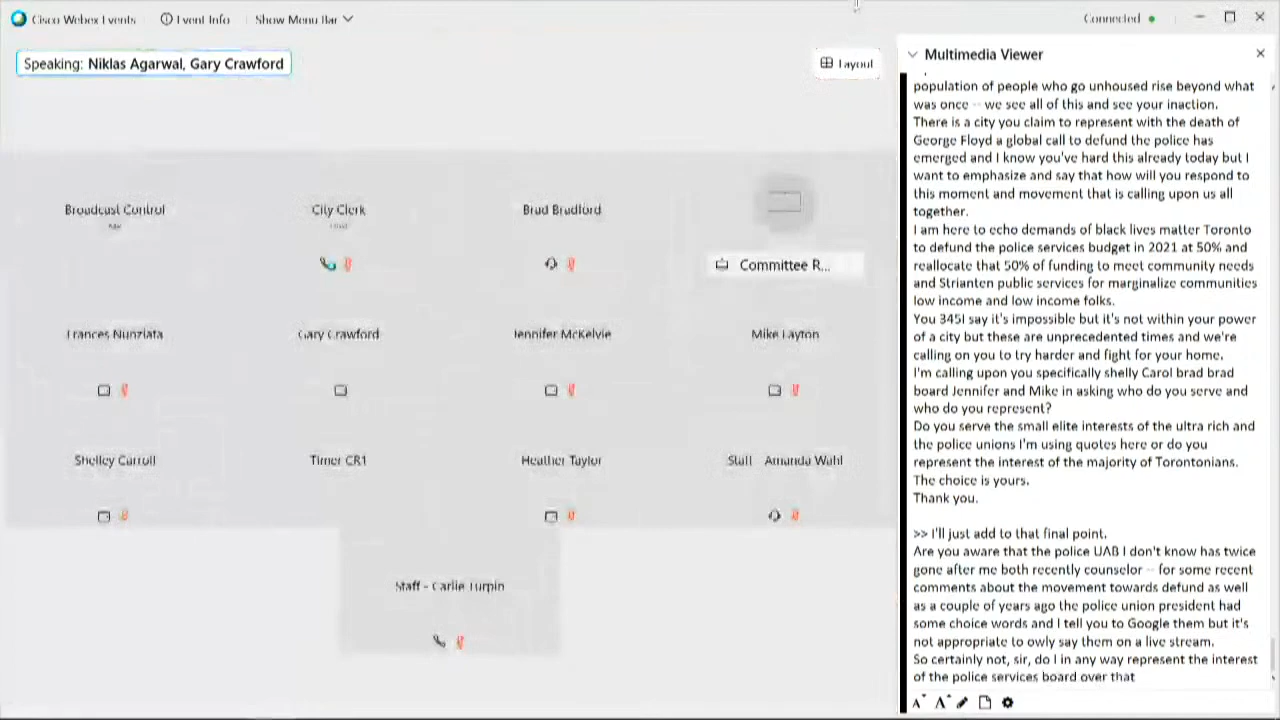 Cisco Webex Events
Event Info
Show Menu Bar
Connected
Speaking: Niklas Agarwal, Gary Crawford
Layout
Broadcast Control
City Clerk
Brad Bradford
Committee R...
Frances Nunziata
Gary Crawford
Jennifer McKelvie
Mike Layton
Shelley Carroll
Timer CR1
Heather Taylor
Staff Amanda Wahl
Staff - Carlie Turpin
Multimedia Viewer
population of people who go unhoused rise beyond what
was once -- we see all of this and see your inaction.
There is a city you claim to represent with the death of
George Floyd a global call to defund the police has
emerged and I know you've hard this already today but I
want to emphasize and say that how will you respond to
this moment and movement that is calling upon us all
together.
I am here to echo demands of black lives matter Toronto
to defund the police services budget in 2021 at 50% and
reallocate that 50% of funding to meet community needs
and Strianten public services for marginalize communities
low income and low income folks.
You 345I say it's impossible but it's not within your power
of a city but these are unprecedented times and we're
calling on you to try harder and fight for your home.
I'm calling upon you specifically shelly Carol brad brad
board Jennifer and Mike in asking who do you serve and
who do you represent?
Do you serve the small elite interests of the ultra rich and
the police unions I'm using quotes here or do you
represent the interest of the majority of Torontonians.
The choice is yours.
Thank you.
>> I'll just add to that final point.
Are you aware that the police UAB I don't know has twice
gone after me both recently counselor -- for some recent
comments about the movement towards defund as well
as a couple of years ago the police union president had
some choice words and I tell you to Google them but it's
not appropriate to owly say them on a live stream.
So certainly not, sir, do I in any way represent the interest
of the police services board over that